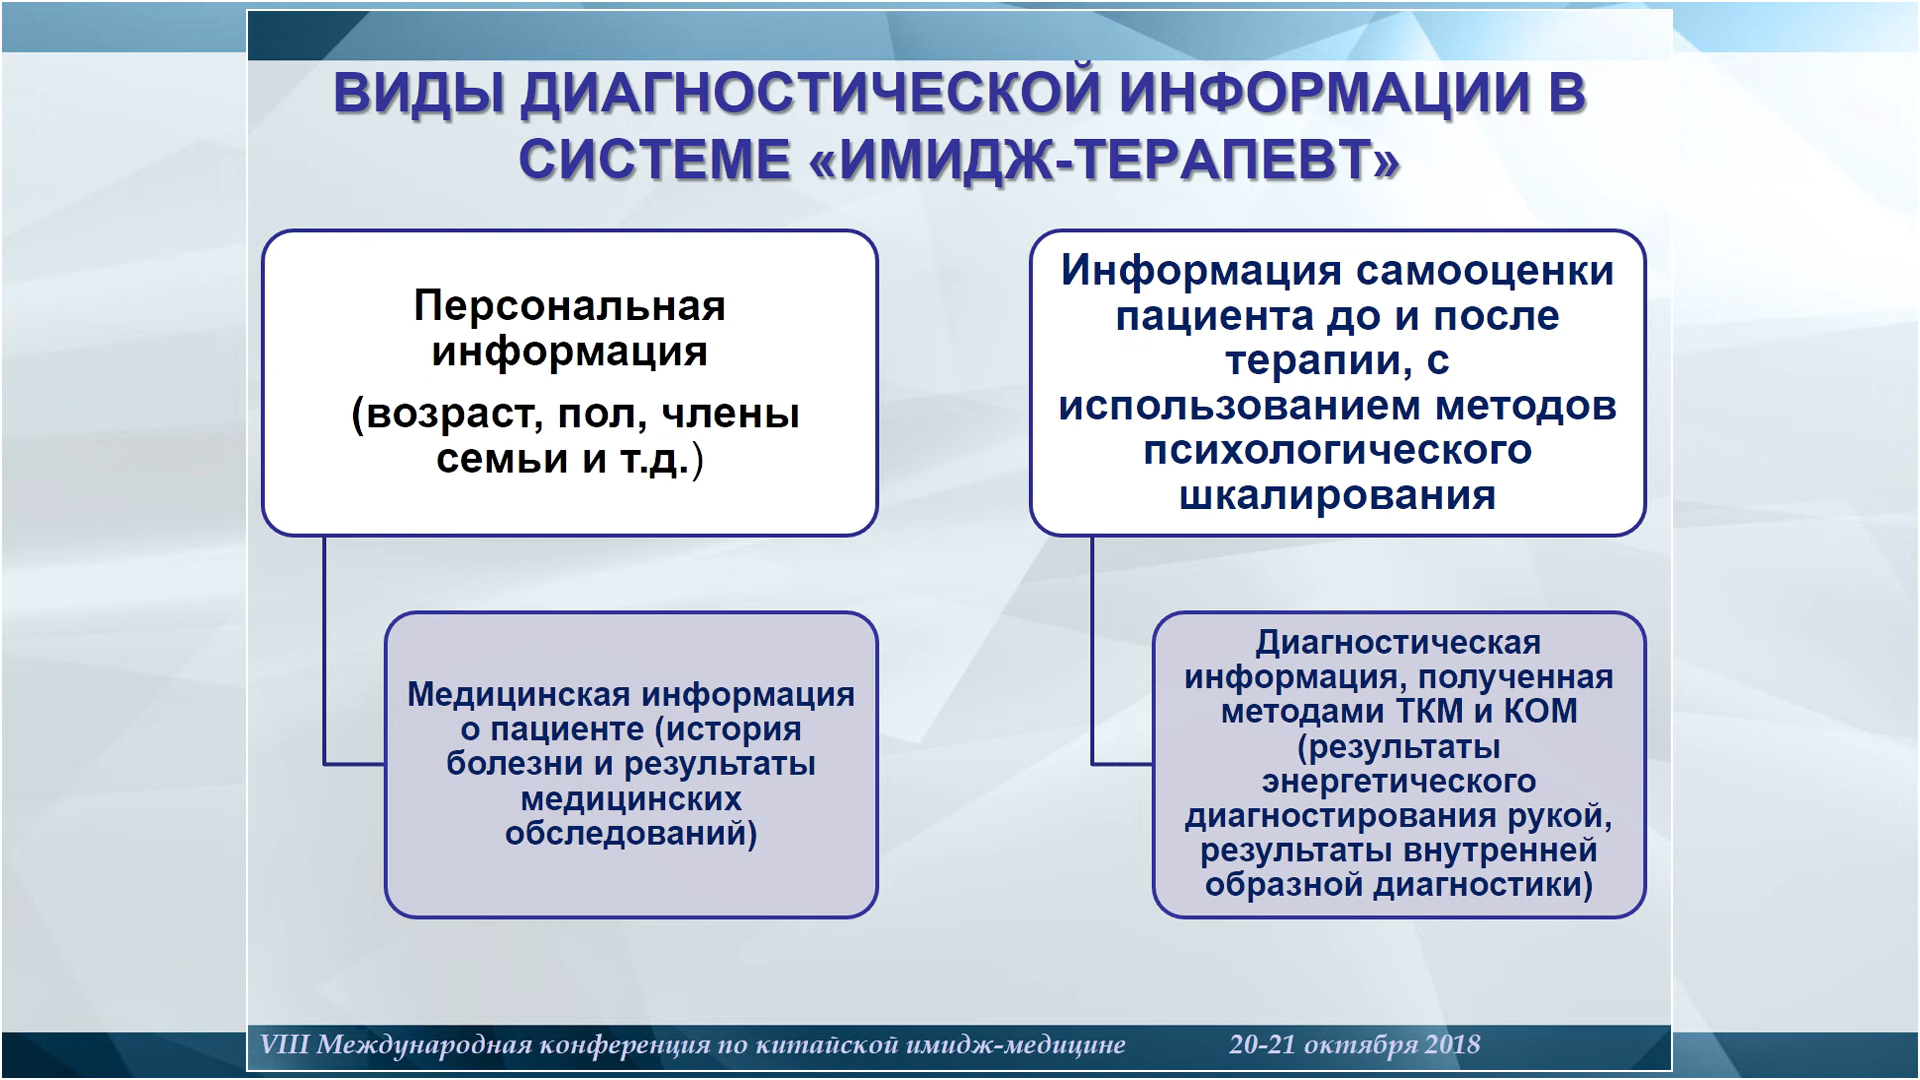 ВИДЫ ДИАГНОСТИЧЕСКОЙ ИНФОРМАЦИИ В
СИСТЕМЕ «ИМИДЖ-ТЕРАПЕВТ»
Персональная
информация
(возраст, пол, члены
семьи и т.д.)
Медицинская информация
о пациенте (история
болезни и результаты
медицинских
обследований)
Информация самооценки
пациента до и после
терапии, с
использованием методов
психологического
шкалирования
Диагностическая
информация, полученная
методами ТКМ и КОМ
(результаты
энергетического
диагностирования рукой,
результаты внутренней
образной диагностики)
VIII Международная конференция по китайской имидж-медицине 20-21 октября 2018